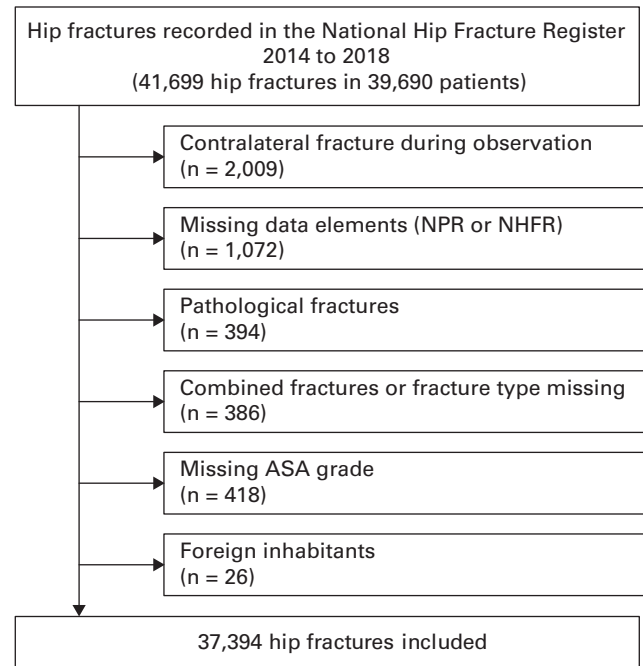 Hip fractures recorded in the National Hip Fracture Register
2014 to 2018
(41,699 hip fractures in 39,690 patients)
Contralateral fracture during observation
(n = 2,009)
Missing data elements (NPR or NHFR)
(n = 1,072)
Pathological fractures
(n = 394)
Combined fractures or fracture type missing
(n = 386)
Missing ASA grade
(n = 418)
Foreign inhabitants
(n = 26)
37,394 hip fractures included